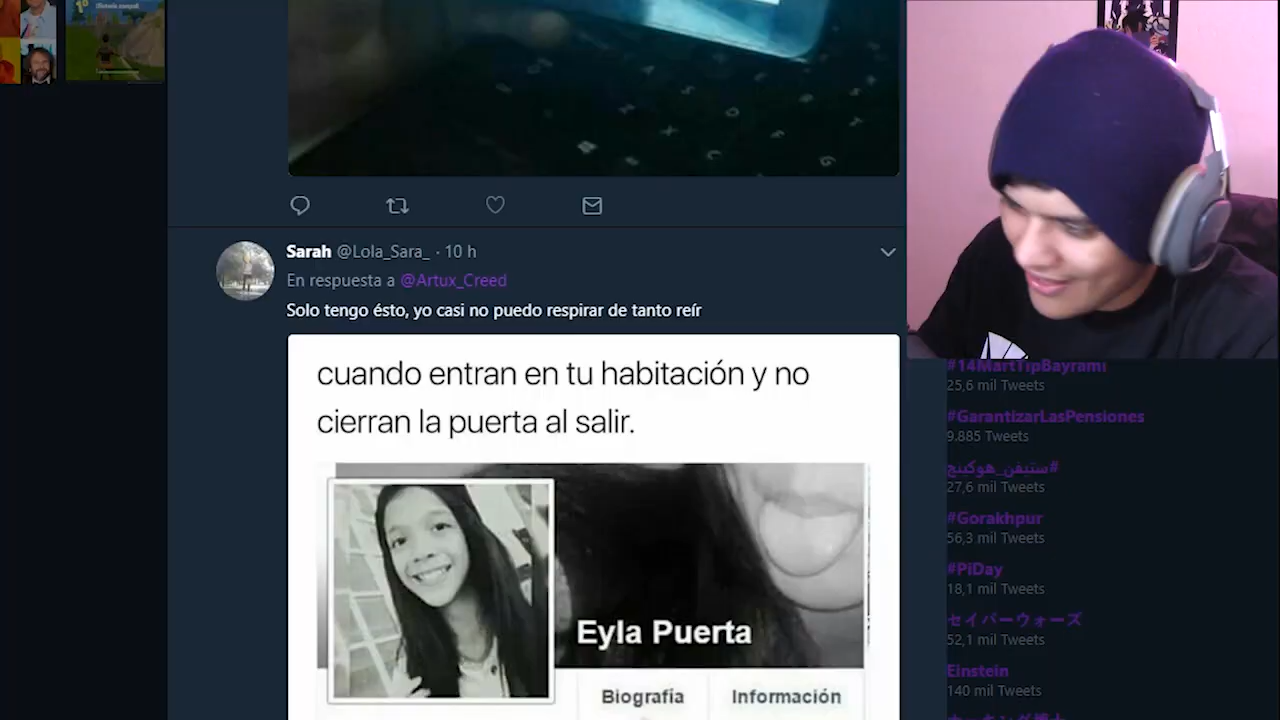 Sarah @Lola_Sara_ · 10 h
En respuesta a @Artux_Creed
Solo tengo ésto, yo casi no puedo respirar de tanto reír
cuando entran en tu habitación y no
cierran la puerta al salir.
Eyla Puerta
Biografía Información
#14MartTipBayrami
25,6 mil Tweets
#GarantizarLasPensiones
9.885 Tweets
#ستيفن_هوكينج
27,6 mil Tweets
#Gorakhpur
56,3 mil Tweets
#PiDay
18,1 mil Tweets
セイバーウォーズ
52,1 mil Tweets
Einstein
140 mil Tweets